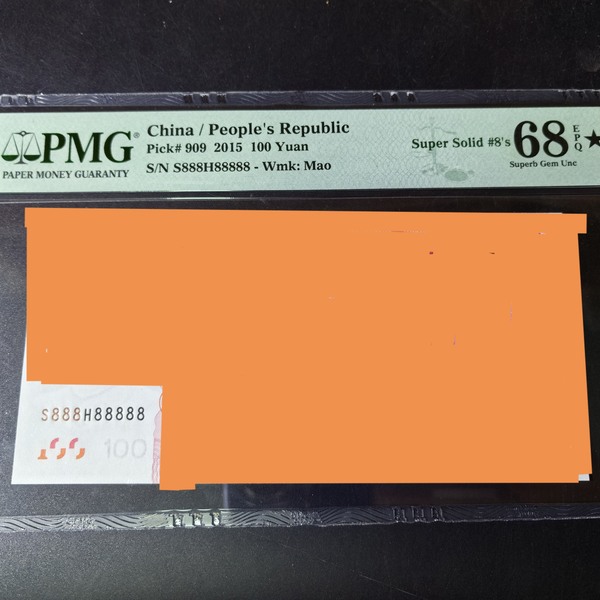 PMG
PAPER MONEY GUARANTY
China / People's Republic
Pick# 909 2015 100 Yuan
S/N S888H88888 - Wmk: Mao
Super Solid #8's
68
EPQ
Superb Gem Unc
S888H88888
100 100